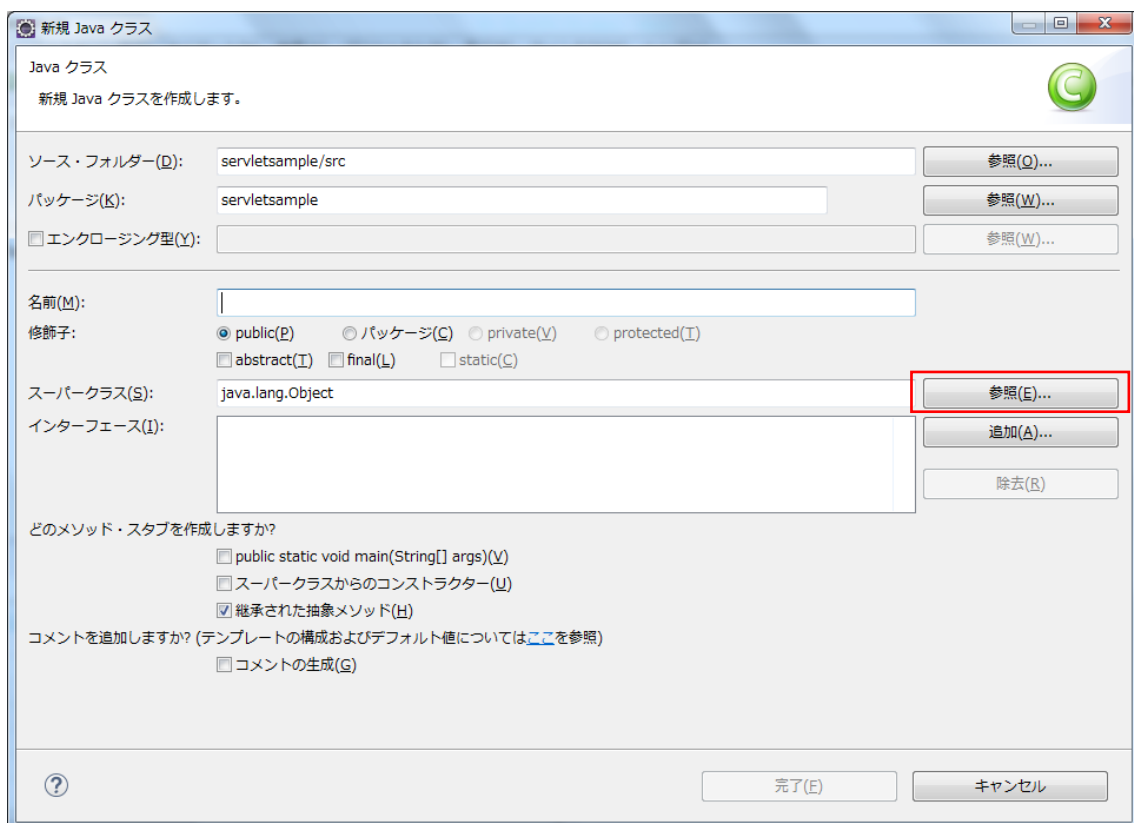 新規 Java クラス
Java クラス
新規 Java クラスを作成します。
ソース・フォルダー(D): servletsample/src 参照(O)...
パッケージ(K): servletsample 参照(W)...
エンクロージング型(Y): 参照(W)...
名前(M):
修飾子: public(P) パッケージ(C) private(V) protected(T)
abstract(T) final(L) static(C)
スーパークラス(S): java.lang.Object 参照(E)...
インターフェース(I): 追加(A)...
除去(R)
どのメソッド・スタブを作成しますか?
public static void main(String[] args)(V)
スーパークラスからのコンストラクター(U)
継承された抽象メソッド(H)
コメントを追加しますか? (テンプレートの構成およびデフォルト値についてはここを参照)
コメントの生成(G)
完了(F) キャンセル